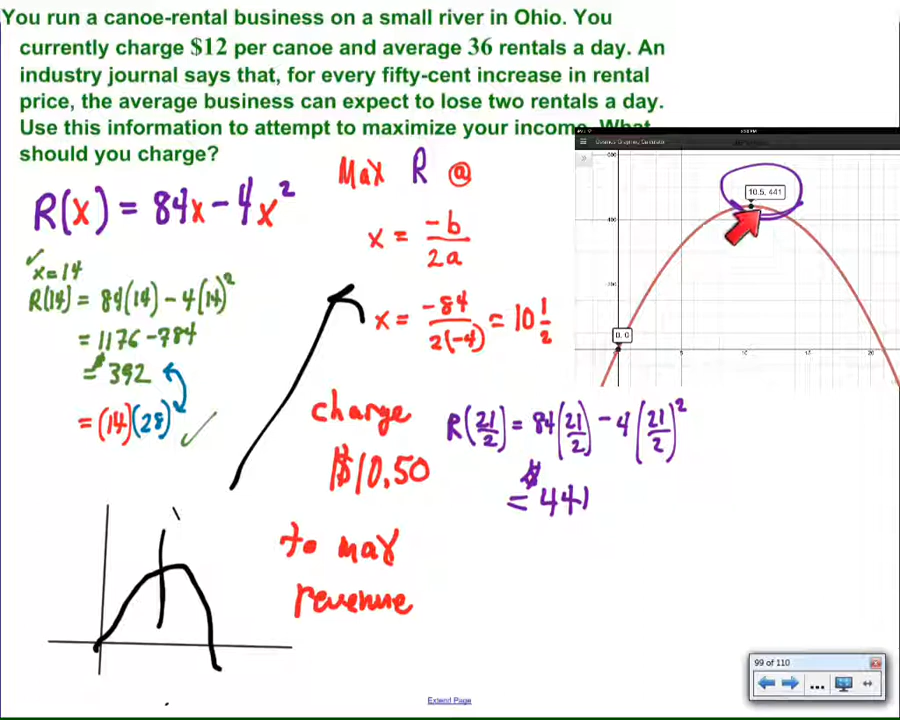 You run a canoe-rental business on a small river in Ohio. You
currently charge $12 per canoe and average 36 rentals a day. An
industry journal says that, for every fifty-cent increase in rental
price, the average business can expect to lose two rentals a day.
Use this information to attempt to maximize your income. What
should you charge?
R(x) = 84x - 4x²
✓ x = 14
R(14) = 84(14) - 4(14)²
= 1176 - 784
= $392
= (14)(28) ✓
Max R @
x = -b/2a
x = -84/2(-4) = 10 1/2
charge
$10.50
to max
revenue
10.5, 441
0, 0
5
10
20
R(21/2) = 84(21/2) - 4(21/2)²
= $441
99 of 110
...
Extend Page